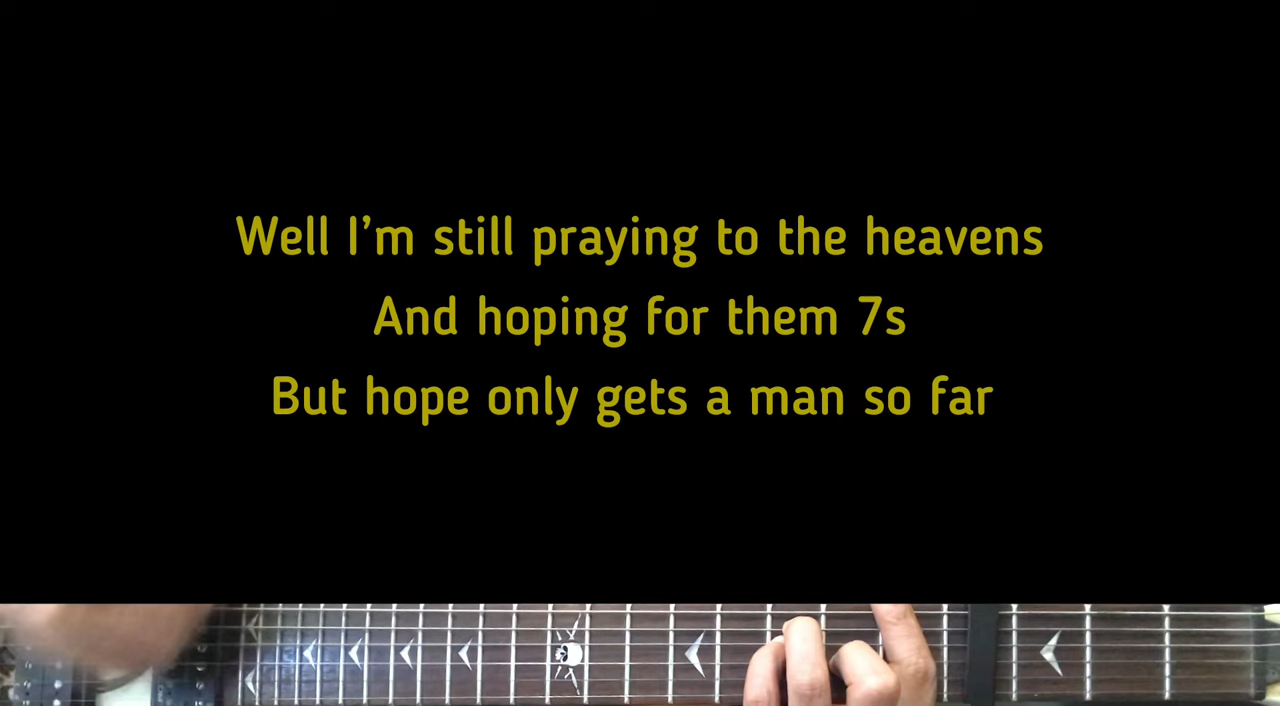 Well I’m still praying to the heavens
And hoping for them 7s
But hope only gets a man so far